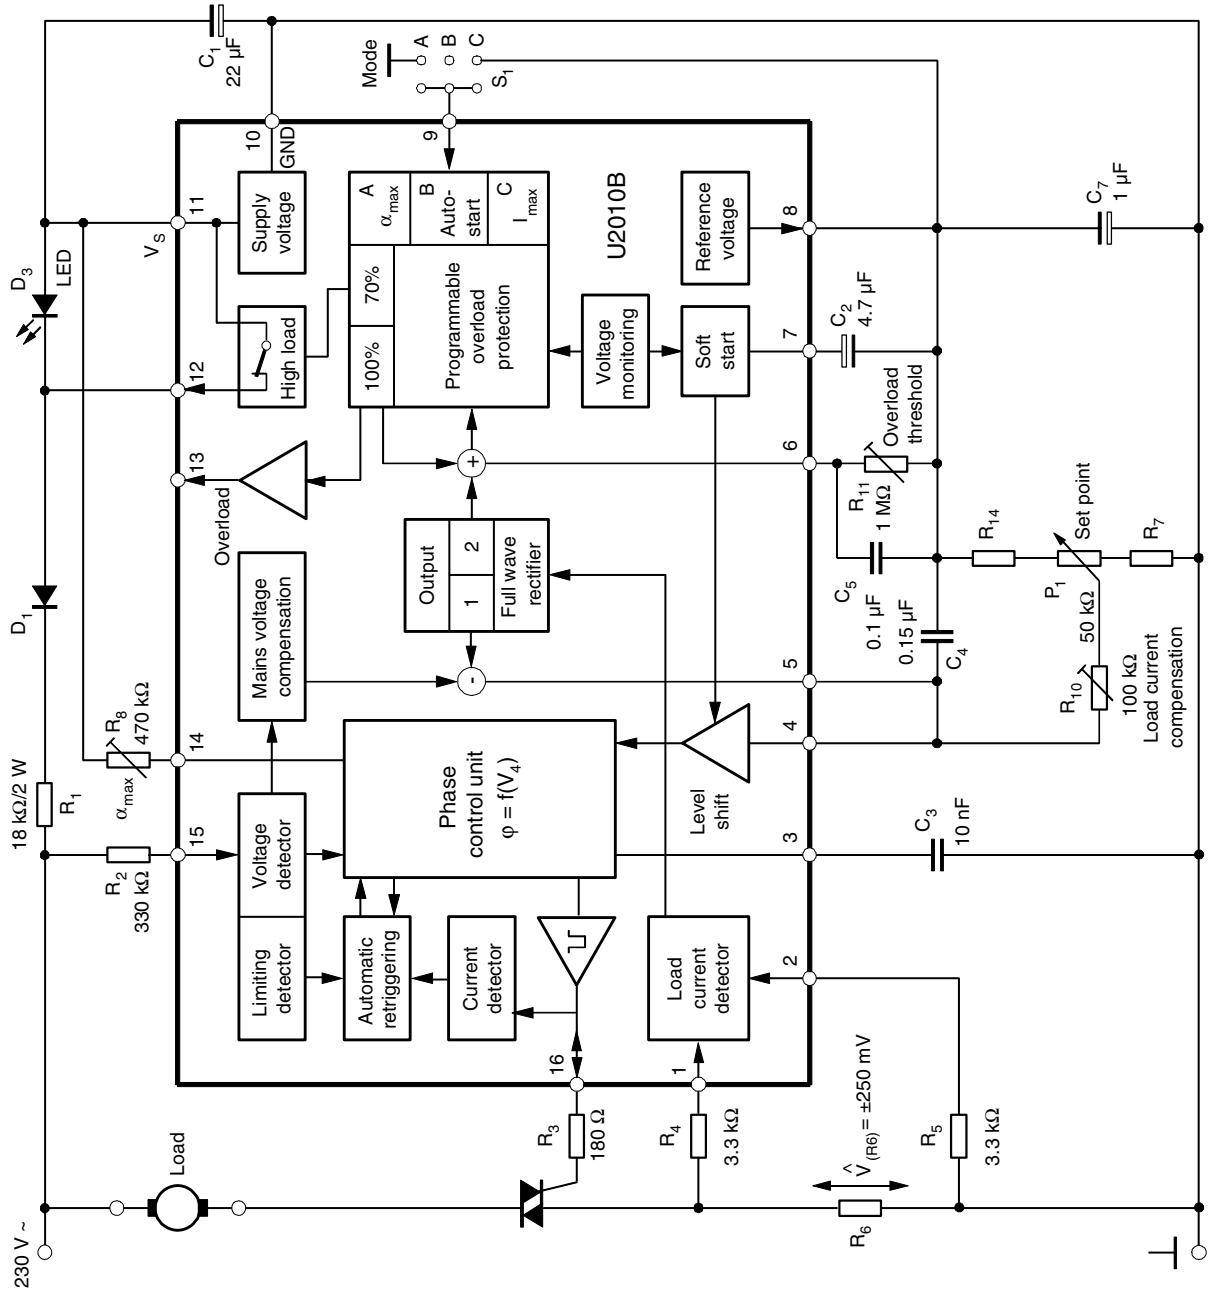 230 V ~
Load
18 kΩ/2 W
R1
D1
D3
LED
C1
22 µF
R2
330 kΩ
αmax
R8
470 kΩ
VS
15
14
13
12
11
10
GND
Overload
Limiting
detector
Voltage
detector
Mains voltage
compensation
High load
Supply
voltage
Mode
A
B
C
S1
9
Automatic
retriggering
Phase
control unit
φ = f(V4)
100%
70%
A
αmax
B
Auto-
start
C
Imax
Programmable
overload
protection
Current
detector
Output
1
2
Full wave
rectifier
+
-
U2010B
16
R3
180 Ω
1
R4
3.3 kΩ
Load
current
detector
Level
shift
Voltage
monitoring
Soft
start
Reference
voltage
2
3
4
5
6
7
8
V̂(R6) = ±250 mV
R6
R5
3.3 kΩ
C3
10 nF
R10
100 kΩ
Load current
compensation
0.15 µF
C4
C5
0.1 µF
R11
1 MΩ
Overload
threshold
C2
4.7 µF
C7
1 µF
R14
P1
50 kΩ
Set point
R7